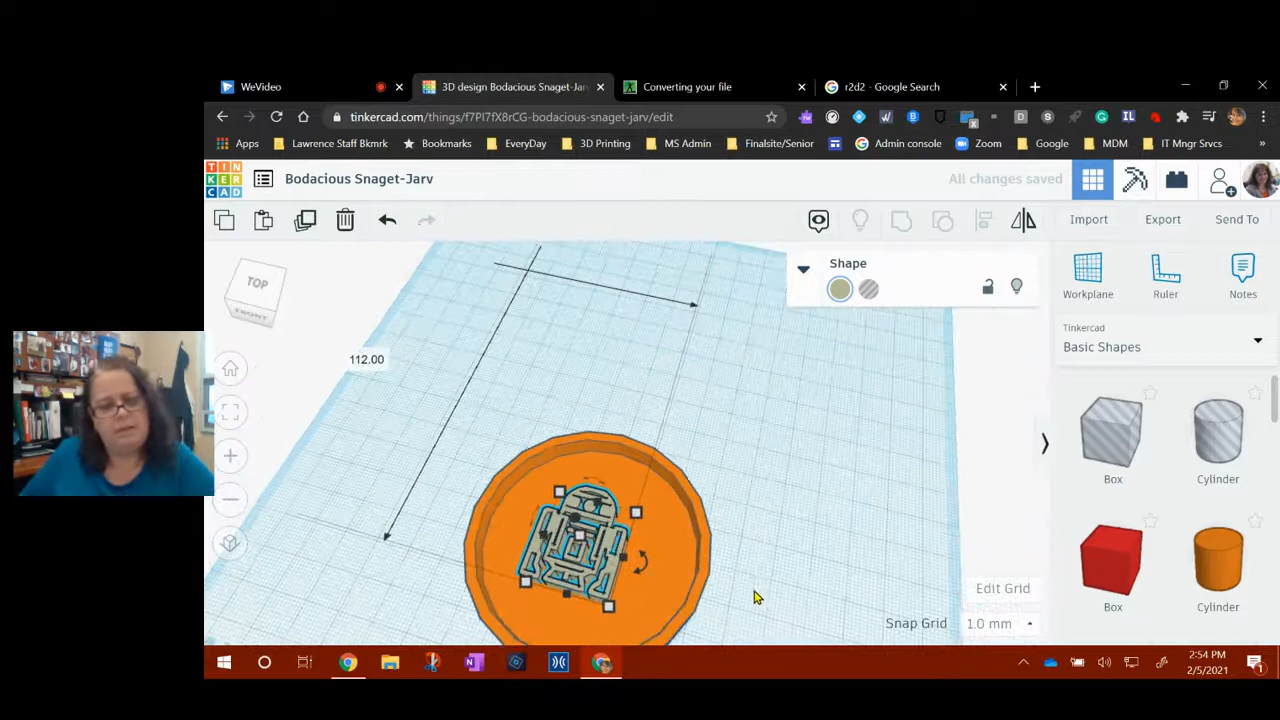 WeVideo
3D design Bodacious Snaget-Jar
Converting your file
r2d2 - Google Search
tinkercad.com/things/f7Pl7fX8rCG-bodacious-snaget-jarv/edit
Apps
Lawrence Staff Bkmrk
Bookmarks
EveryDay
3D Printing
MS Admin
Finalsite/Senior
Admin console
Zoom
Google
MDM
IT Mngr Srvcs
TIN
KER
CAD
Bodacious Snaget-Jarv
All changes saved
Import
Export
Send To
TOP
FRONT
Shape
Workplane
Ruler
Notes
Tinkercad
Basic Shapes
112.00
Box
Cylinder
Box
Cylinder
Edit Grid
Snap Grid
1.0 mm
2:54 PM
2/5/2021